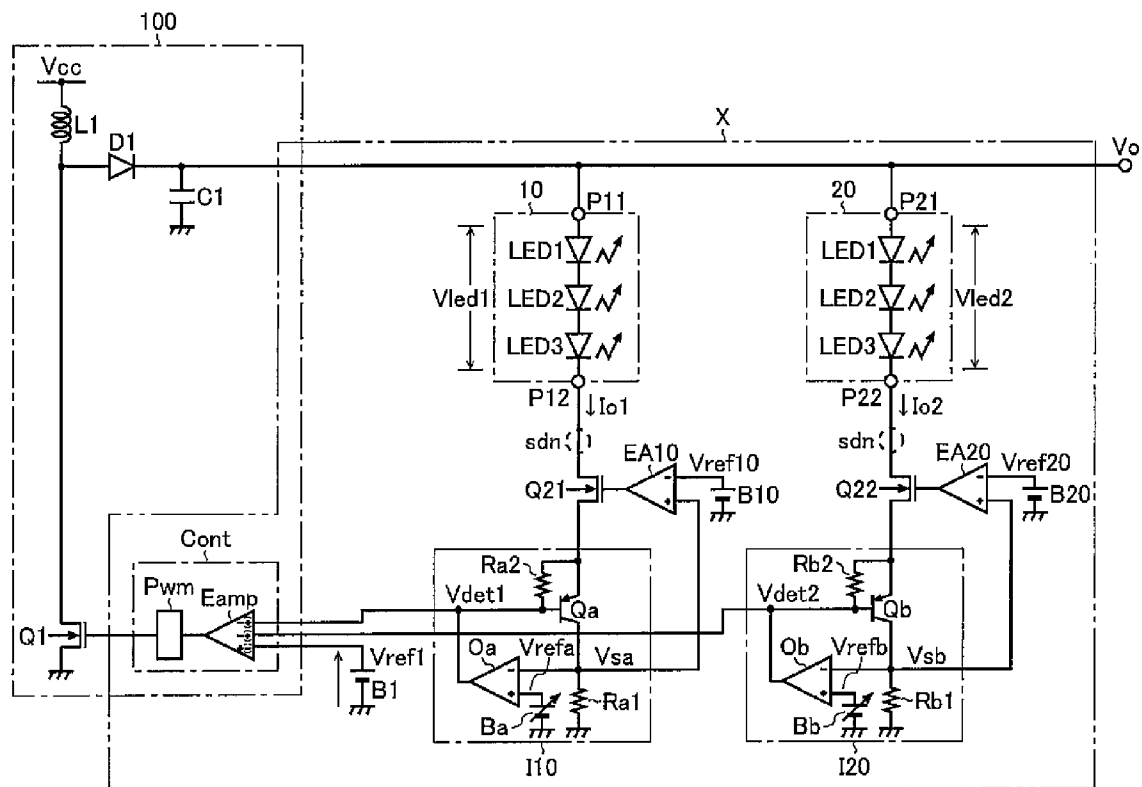 100
Vcc
L1
D1
X
Vo
C1
10
P11
20
P21
LED1
LED1
Vled1
LED2
LED2
Vled2
LED3
LED3
P12
Io1
P22
Io2
sdn
sdn
EA10
Vref10
EA20
Vref20
Q21
B10
Q22
B20
Cont
Pwm
Eamp
Ra2
Rb2
Vdet1
Vdet2
Q1
Qa
Qb
Vref1
Oa
Vrefa
Vsa
Ob
Vrefb
Vsb
B1
Ba
Ra1
Bb
Rb1
I10
I20